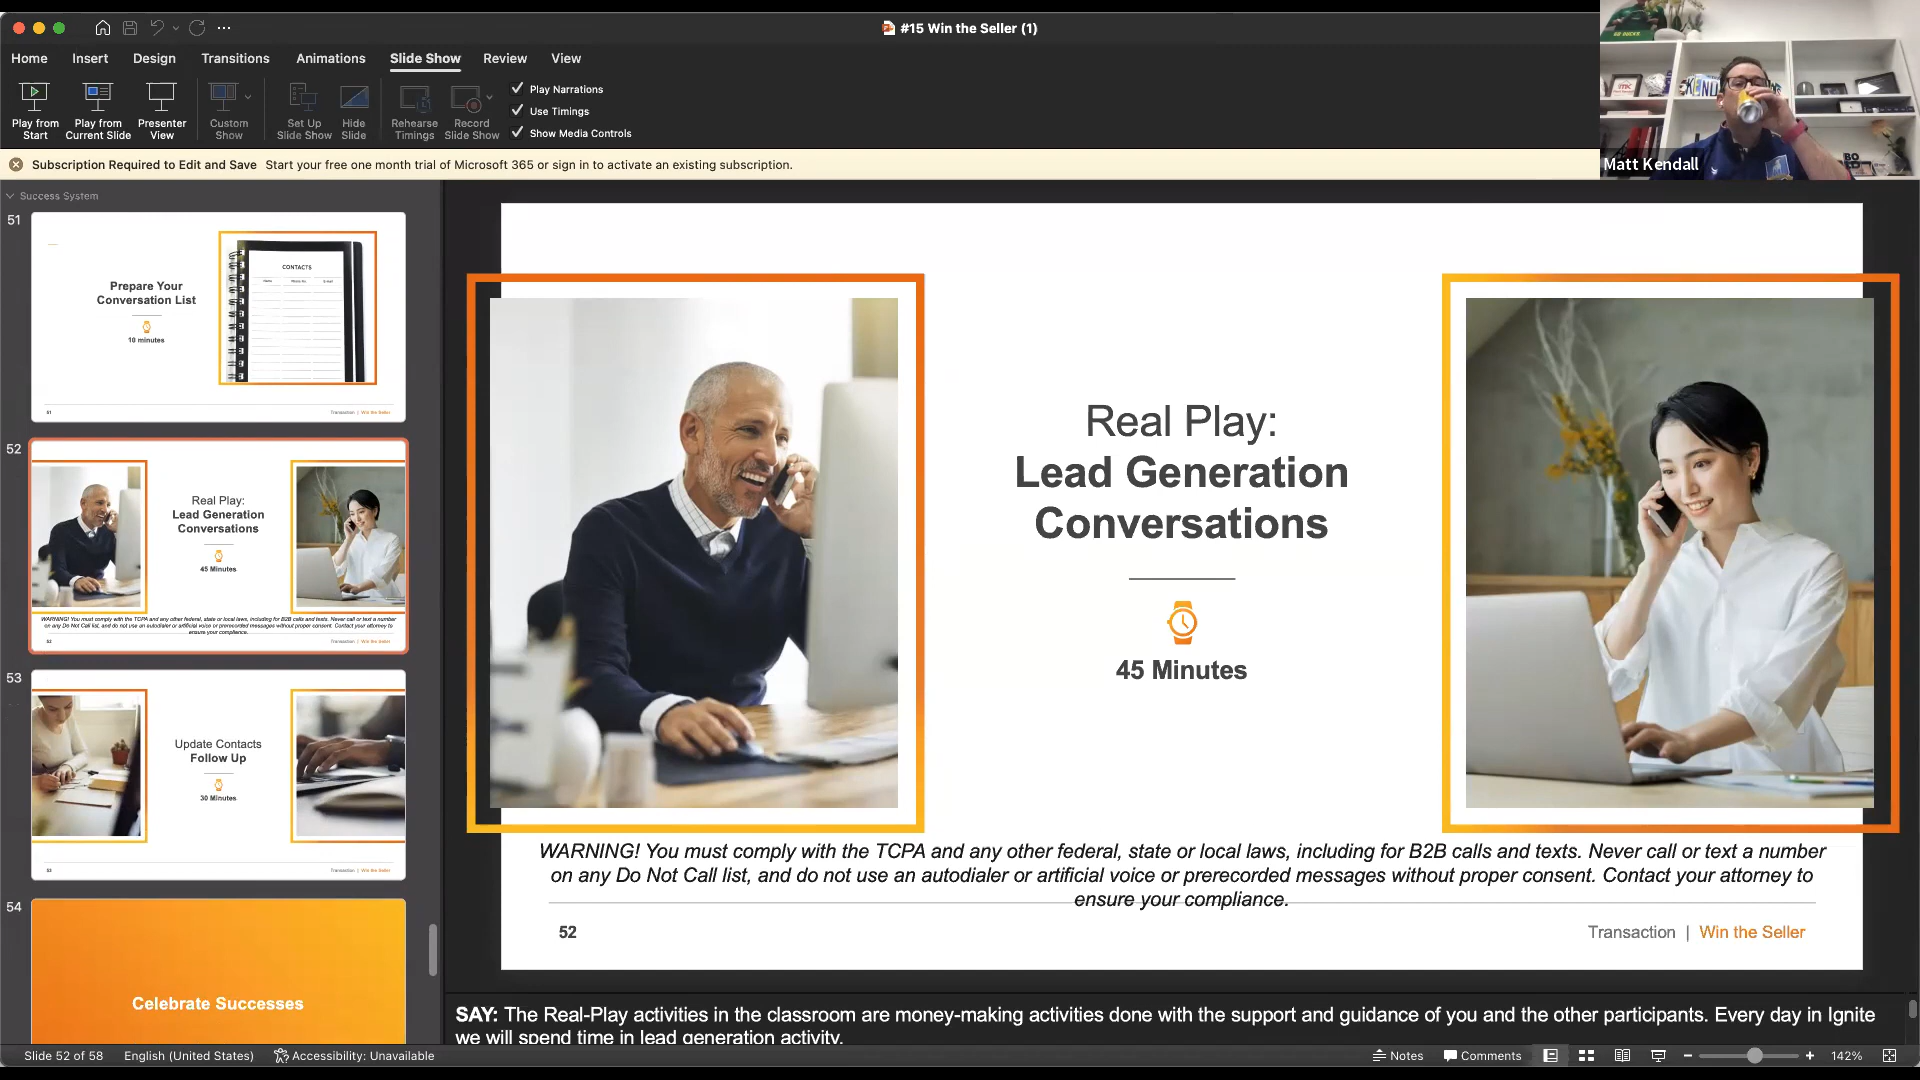 #15 Win the Seller (1)
Home Insert Design Transitions Animations Slide Show Review View
Play from Start
Play from Current Slide
Presenter View
Custom Show
Set Up Slide Show
Hide Slide
Rehearse Timings
Record Slide Show
Play Narrations
Use Timings
Show Media Controls
GO DUCKS
Matt Kendall
Subscription Required to Edit and Save Start your free one month trial of Microsoft 365 or sign in to activate an existing subscription.
Success System
51
Prepare Your
Conversation List
10 minutes
CONTACTS
Name Phone No. E-mail
51
Transaction | Win the Seller
52
Real Play:
Lead Generation
Conversations
45 Minutes
WARNING! You must comply with the TCPA and any other federal, state or local laws, including for B2B calls and texts. Never call or text a number
on any Do Not Call list, and do not use an autodialer or artificial voice or prerecorded messages without proper consent. Contact your attorney to
ensure your compliance.
52
Transaction | Win the Seller
53
Update Contacts
Follow Up
30 Minutes
53
Transaction | Win the Seller
54
Celebrate Successes
Real Play:
Lead Generation
Conversations
45 Minutes
WARNING! You must comply with the TCPA and any other federal, state or local laws, including for B2B calls and texts. Never call or text a number
on any Do Not Call list, and do not use an autodialer or artificial voice or prerecorded messages without proper consent. Contact your attorney to
ensure your compliance.
52
Transaction | Win the Seller
SAY: The Real-Play activities in the classroom are money-making activities done with the support and guidance of you and the other participants. Every day in Ignite
we will spend time in lead generation activity.
Slide 52 of 58 English (United States) Accessibility: Unavailable
Notes Comments 142%